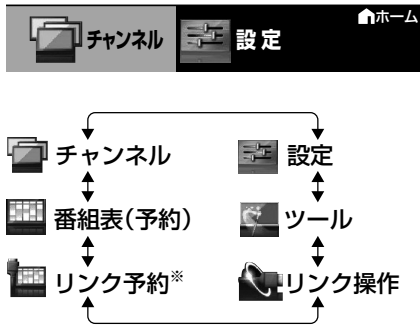 ホーム
チャンネル 設定
チャンネル 設定
番組表(予約) ツール
リンク予約※ リンク操作